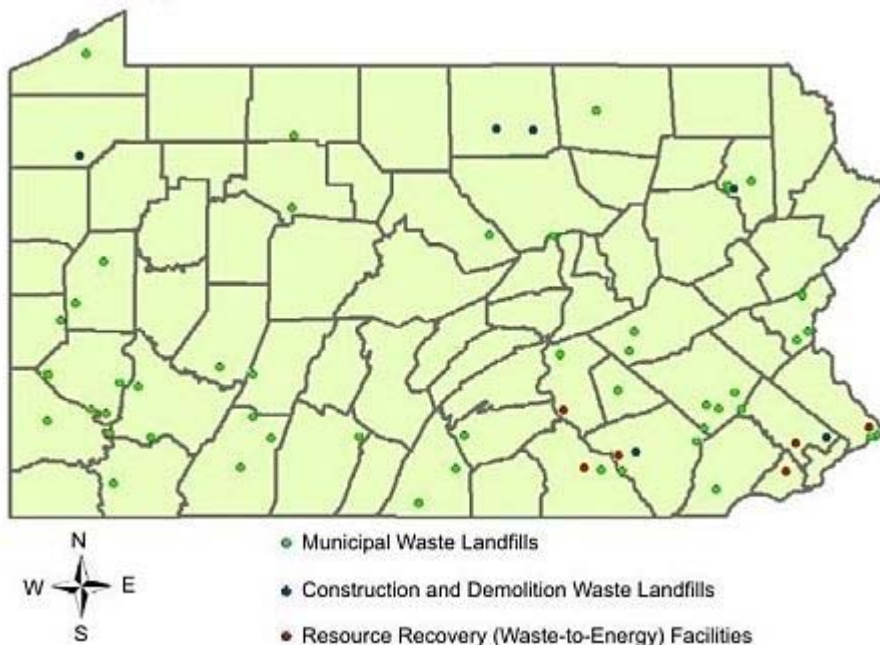 N
W E
S
Municipal Waste Landfills
Construction and Demolition Waste Landfills
Resource Recovery (Waste-to-Energy) Facilities